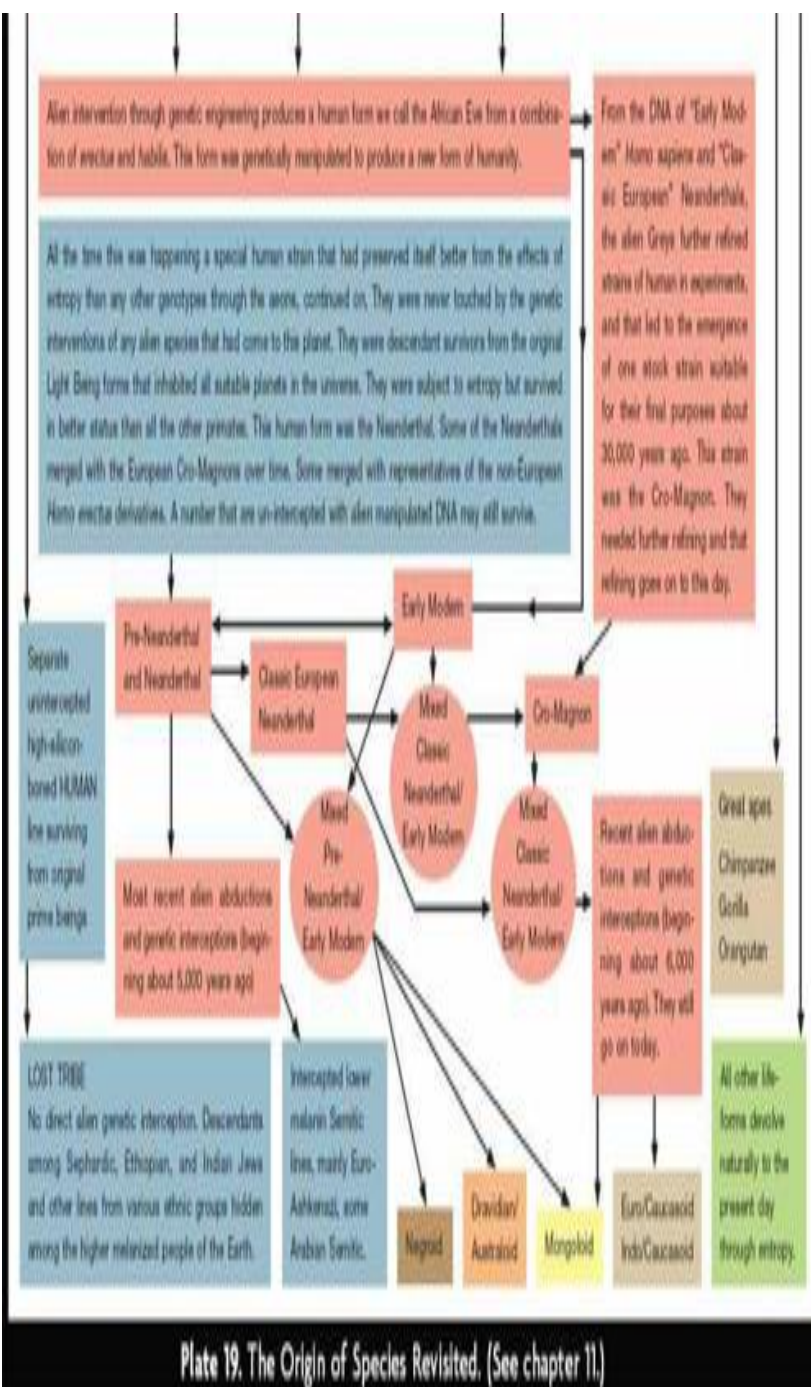 Alien intervention through genetic engineering produces a human form we call the African Eve from a combina-
tion of erectus and habilis. This form was genetically manipulated to produce a new form of humanity.
From the DNA of "Early Mod-
ern" Homo sapiens and "Clas-
sic European" Neanderthals,
the alien Greys further refined
strains of human in experiments,
and that led to the emergence
of one stock strain suitable
for their final purposes about
30,000 years ago. This strain
was the Cro-Magnon. They
needed further refining and that
refining goes on to this day.
All the time this was happening a special human strain that had preserved itself better from the effects of
entropy than any other genotypes through the aeons, continued on. They were never touched by the genetic
interventions of any alien species that had come to the planet. They were descendant survivors from the original
Light Being forms that inhabited all suitable planets in the universe. They were subject to entropy but survived
in better status than all the other primates. This human form was the Neanderthal. Some of the Neanderthals
merged with the European Cro-Magnons over time. Some merged with representatives of the non-European
Homo erectus derivatives. A number that are un-intercepted with alien manipulated DNA may still survive.
Early Modern
Pre-Neanderthal
and Neanderthal
Classic European
Neanderthal
Mixed
Classic
Neanderthal/
Early Modern
Cro-Magnon
Separate
unintercepted
high-silicon-
boned HUMAN
line surviving
from original
prime beings
Mixed
Pre-
Neanderthal/
Early Modern
Mixed
Classic
Neanderthal/
Early Modern
Great apes
Chimpanzee
Gorilla
Orangutan
Recent alien abduc-
tions and genetic
interceptions (begin-
ning about 6,000
years ago). They still
go on today.
Most recent alien abductions
and genetic interceptions (begin-
ning about 5,000 years ago)
LOST TRIBE
No direct alien genetic interception. Descendants
among Sephardic, Ethiopian, and Indian Jews
and other lines from various ethnic groups hidden
among the higher melanized people of the Earth.
Intercepted lower
melanin Semitic
lines, mainly Euro-
Ashkenazi, some
Arabian Semitic.
Negroid
Dravidian/
Australoid
Mongoloid
Euro/Caucasoid
Indo/Caucasoid
All other life-
forms devolve
naturally to the
present day
through entropy.
Plate 19. The Origin of Species Revisited. (See chapter 11.)